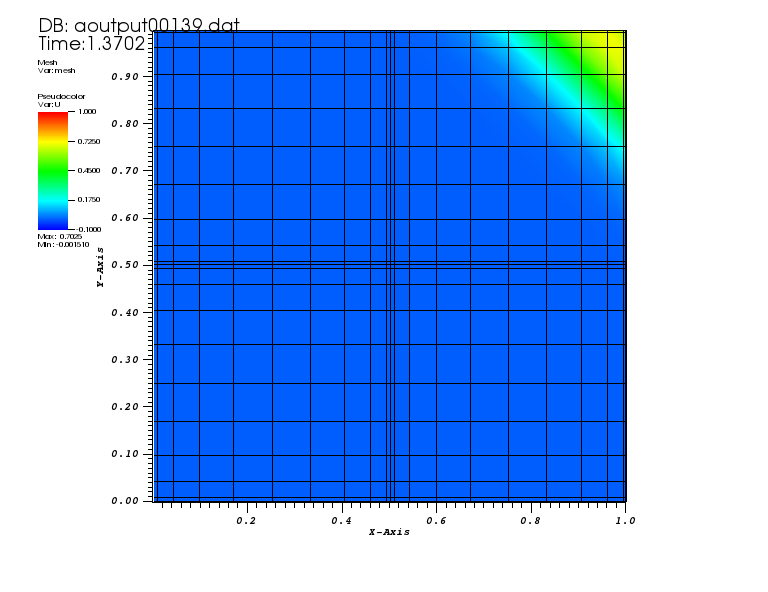 DB: aoutput00139.dat
Time:1.3702
Mesh
Var: mesh
Pseudocolor
Var: U
1.000
0.7250
0.4500
0.1750
-0.1000
Max: 0.7025
Min: -0.001510
Y-Axis
0.90
0.80
0.70
0.60
0.50
0.40
0.30
0.20
0.10
0.00
0.2 0.4 0.6 0.8 1.0
X-Axis